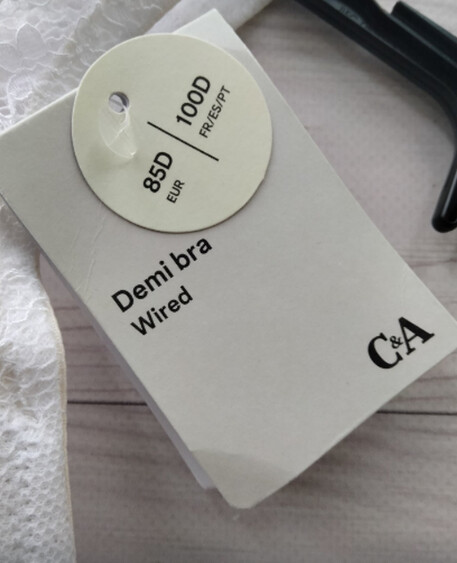 85D
EUR
100D
FR/ES/PT
Demi bra
Wired
C&A